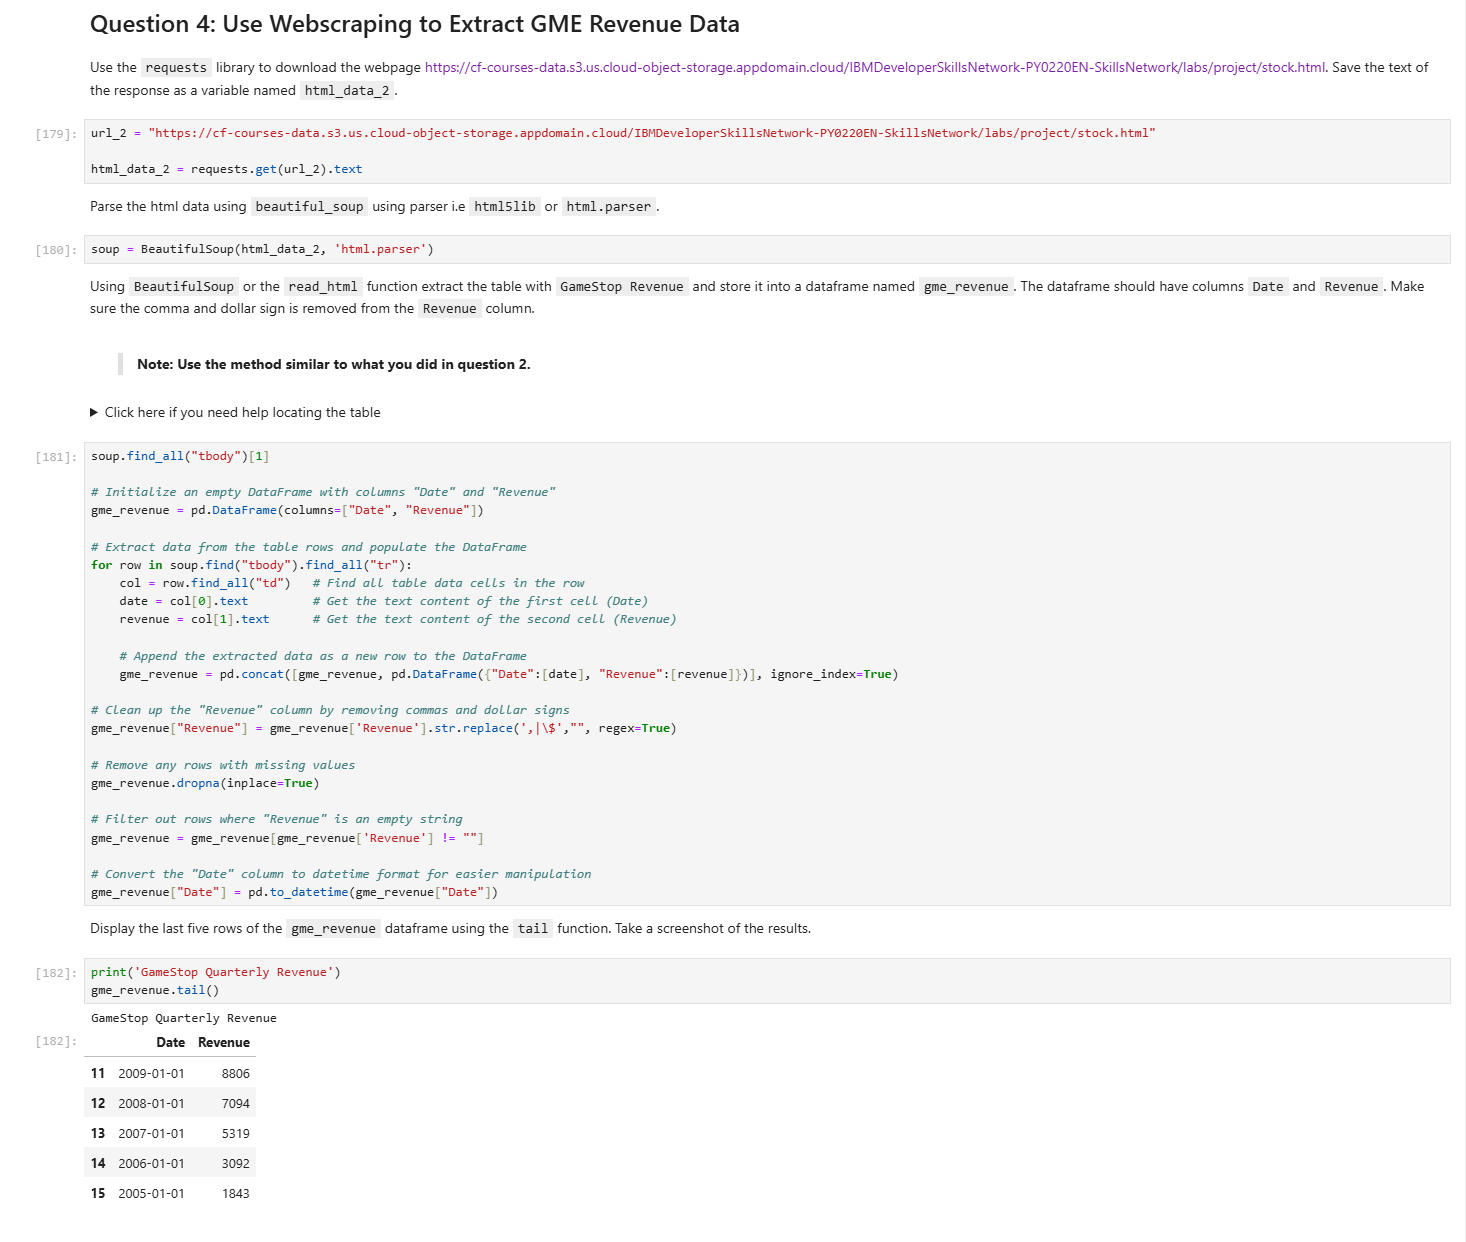 Question 4: Use Webscraping to Extract GME Revenue Data
Use the requests library to download the webpage https://cf-courses-data.s3.us.cloud-object-storage.appdomain.cloud/IBMDeveloperSkillsNetwork-PY0220EN-SkillsNetwork/labs/project/stock.html. Save the text of
the response as a variable named html_data_2.
[179]: url_2 = "https://cf-courses-data.s3.us.cloud-object-storage.appdomain.cloud/IBMDeveloperSkillsNetwork-PY0220EN-SkillsNetwork/labs/project/stock.html"
html_data_2 = requests.get(url_2).text
Parse the html data using beautiful_soup using parser i.e html5lib or html.parser.
[180]: soup = BeautifulSoup(html_data_2, 'html.parser')
Using BeautifulSoup or the read_html function extract the table with GameStop Revenue and store it into a dataframe named gme_revenue. The dataframe should have columns Date and Revenue. Make
sure the comma and dollar sign is removed from the Revenue column.
Note: Use the method similar to what you did in question 2.
▶ Click here if you need help locating the table
[181]: soup.find_all("tbody")[1]
# Initialize an empty DataFrame with columns "Date" and "Revenue"
gme_revenue = pd.DataFrame(columns=["Date", "Revenue"])
# Extract data from the table rows and populate the DataFrame
for row in soup.find("tbody").find_all("tr"):
    col = row.find_all("td")   # Find all table data cells in the row
    date = col[0].text         # Get the text content of the first cell (Date)
    revenue = col[1].text      # Get the text content of the second cell (Revenue)
    # Append the extracted data as a new row to the DataFrame
    gme_revenue = pd.concat([gme_revenue, pd.DataFrame({"Date":[date], "Revenue":[revenue]})], ignore_index=True)
# Clean up the "Revenue" column by removing commas and dollar signs
gme_revenue["Revenue"] = gme_revenue['Revenue'].str.replace(',|\$',"", regex=True)
# Remove any rows with missing values
gme_revenue.dropna(inplace=True)
# Filter out rows where "Revenue" is an empty string
gme_revenue = gme_revenue[gme_revenue['Revenue'] != ""]
# Convert the "Date" column to datetime format for easier manipulation
gme_revenue["Date"] = pd.to_datetime(gme_revenue["Date"])
Display the last five rows of the gme_revenue dataframe using the tail function. Take a screenshot of the results.
[182]: print('GameStop Quarterly Revenue')
gme_revenue.tail()
GameStop Quarterly Revenue
[182]: Date Revenue
11 2009-01-01 8806
12 2008-01-01 7094
13 2007-01-01 5319
14 2006-01-01 3092
15 2005-01-01 1843